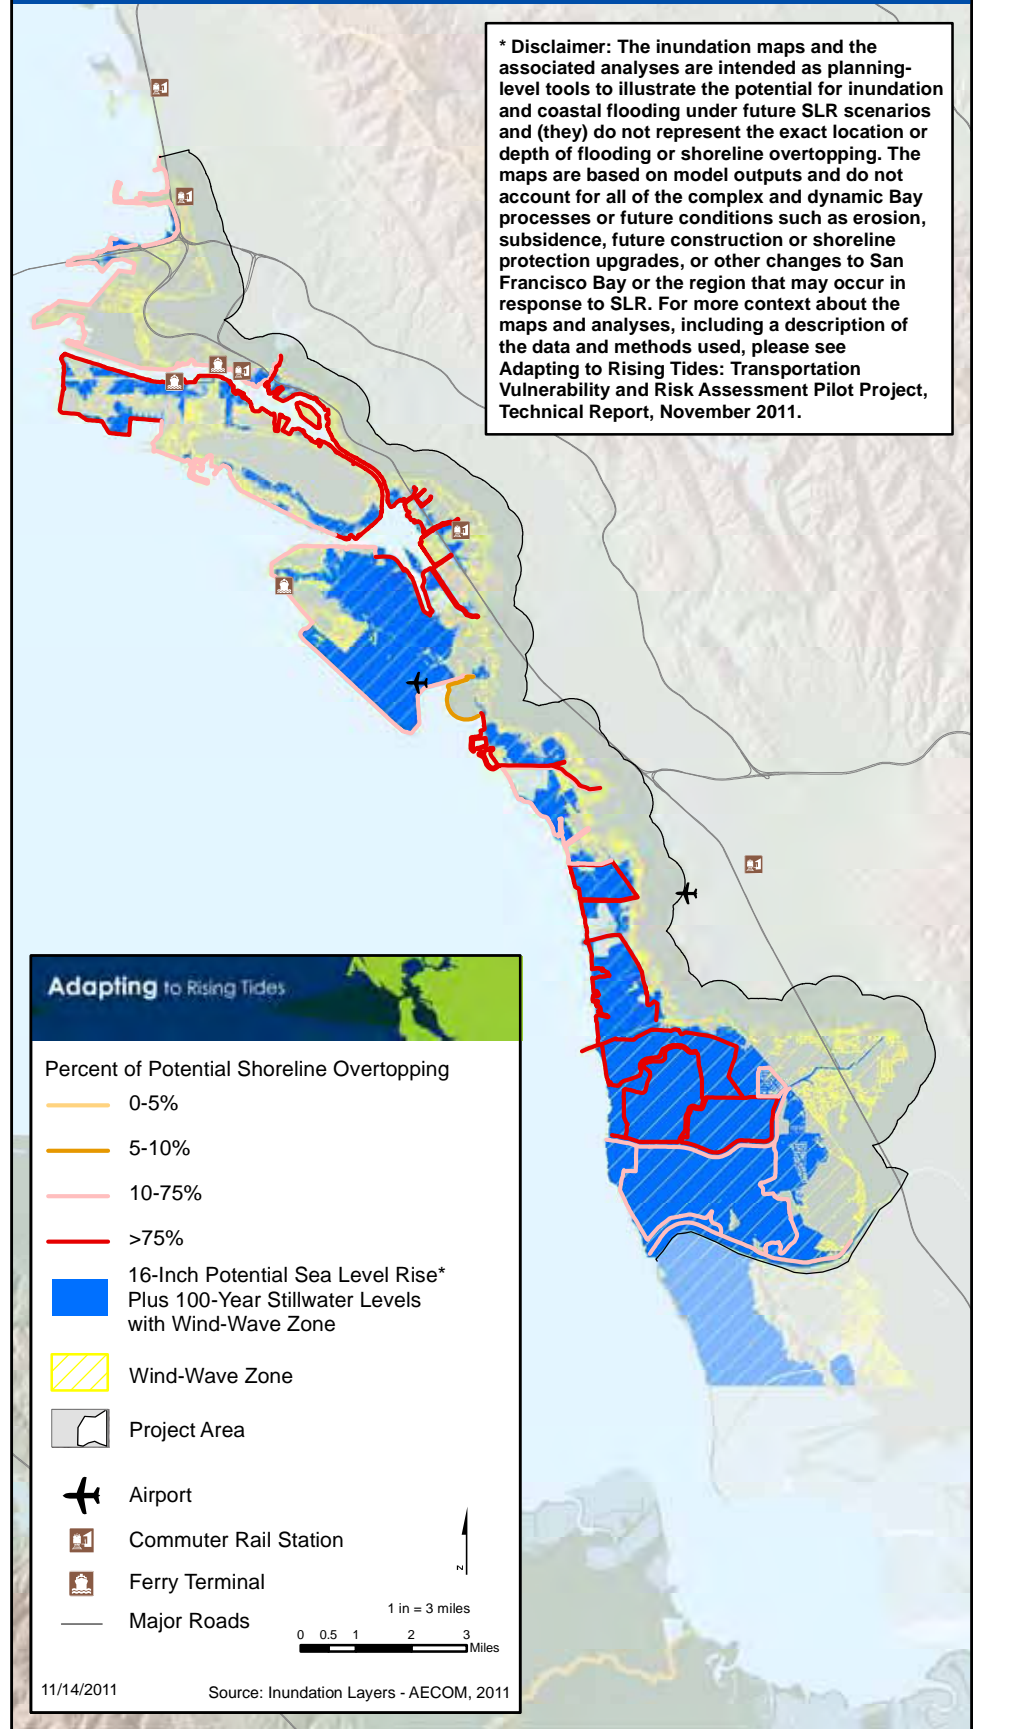 * Disclaimer: The inundation maps and the
associated analyses are intended as planning-
level tools to illustrate the potential for inundation
and coastal flooding under future SLR scenarios
and (they) do not represent the exact location or
depth of flooding or shoreline overtopping. The
maps are based on model outputs and do not
account for all of the complex and dynamic Bay
processes or future conditions such as erosion,
subsidence, future construction or shoreline
protection upgrades, or other changes to San
Francisco Bay or the region that may occur in
response to SLR. For more context about the
maps and analyses, including a description of
the data and methods used, please see
Adapting to Rising Tides: Transportation
Vulnerability and Risk Assessment Pilot Project,
Technical Report, November 2011.
Adapting to Rising Tides
Percent of Potential Shoreline Overtopping
0-5%
5-10%
10-75%
>75%
16-Inch Potential Sea Level Rise*
Plus 100-Year Stillwater Levels
with Wind-Wave Zone
Wind-Wave Zone
Project Area
Airport
Commuter Rail Station
Ferry Terminal
Major Roads
N
1 in = 3 miles
0 0.5 1 2 3
Miles
11/14/2011
Source: Inundation Layers - AECOM, 2011